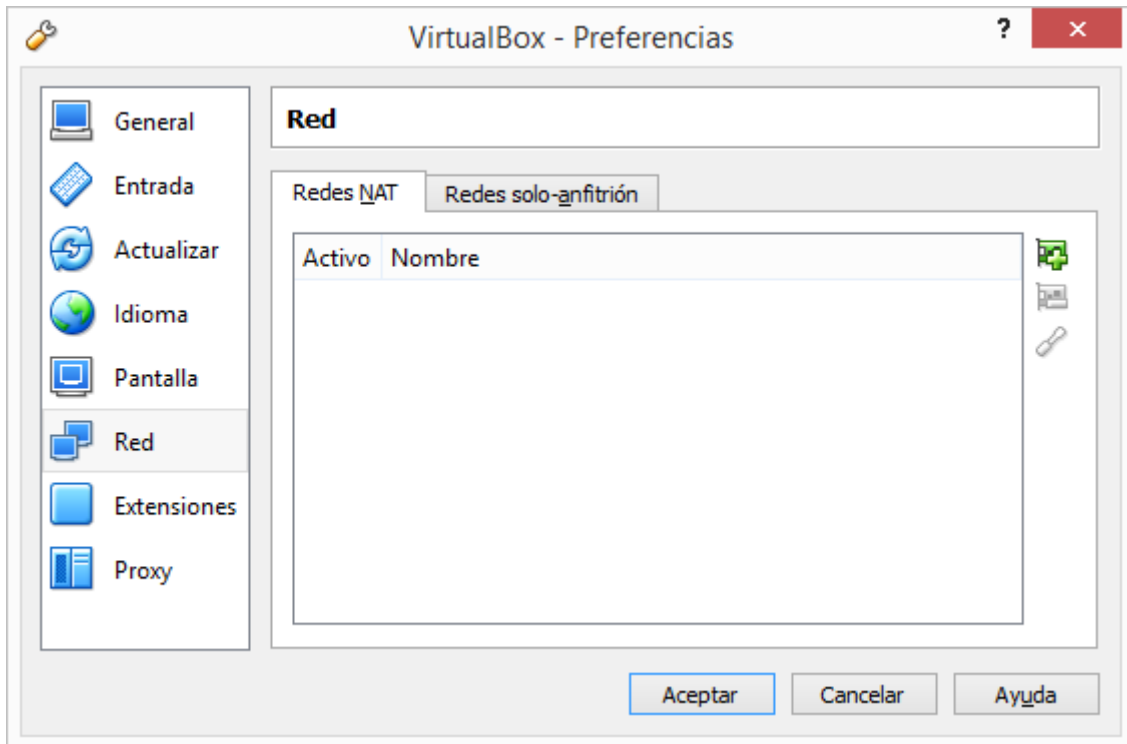 VirtualBox - Preferencias
?
General
Entrada
Actualizar
Idioma
Pantalla
Red
Extensiones
Proxy
Red
Redes NAT
Redes solo-anfitrión
Activo Nombre
Aceptar
Cancelar
Ayuda